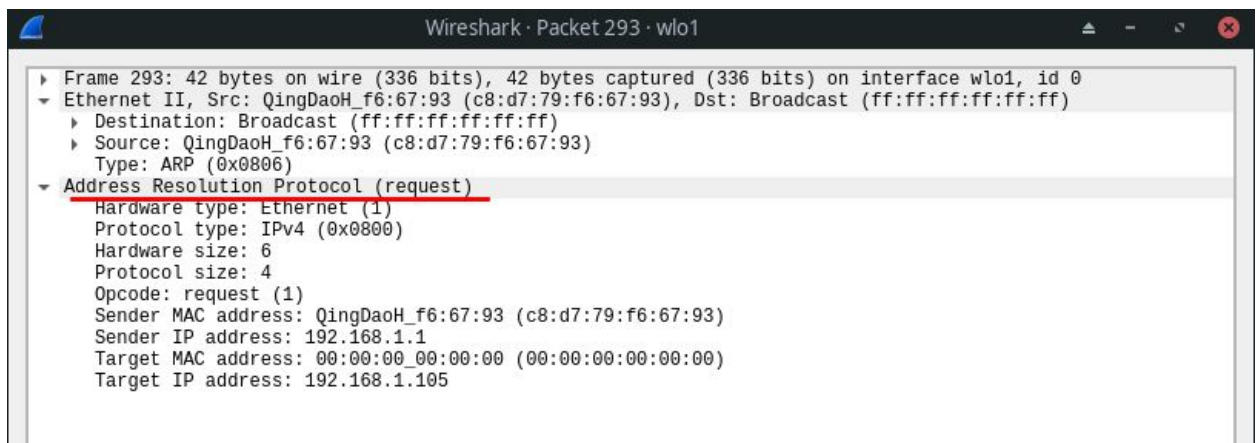 Wireshark · Packet 293 · wlo1
Frame 293: 42 bytes on wire (336 bits), 42 bytes captured (336 bits) on interface wlo1, id 0
Ethernet II, Src: QingDaoH_f6:67:93 (c8:d7:79:f6:67:93), Dst: Broadcast (ff:ff:ff:ff:ff:ff)
Destination: Broadcast (ff:ff:ff:ff:ff:ff)
Source: QingDaoH_f6:67:93 (c8:d7:79:f6:67:93)
Type: ARP (0x0806)
Address Resolution Protocol (request)
Hardware type: Ethernet (1)
Protocol type: IPv4 (0x0800)
Hardware size: 6
Protocol size: 4
Opcode: request (1)
Sender MAC address: QingDaoH_f6:67:93 (c8:d7:79:f6:67:93)
Sender IP address: 192.168.1.1
Target MAC address: 00:00:00_00:00:00 (00:00:00:00:00:00)
Target IP address: 192.168.1.105